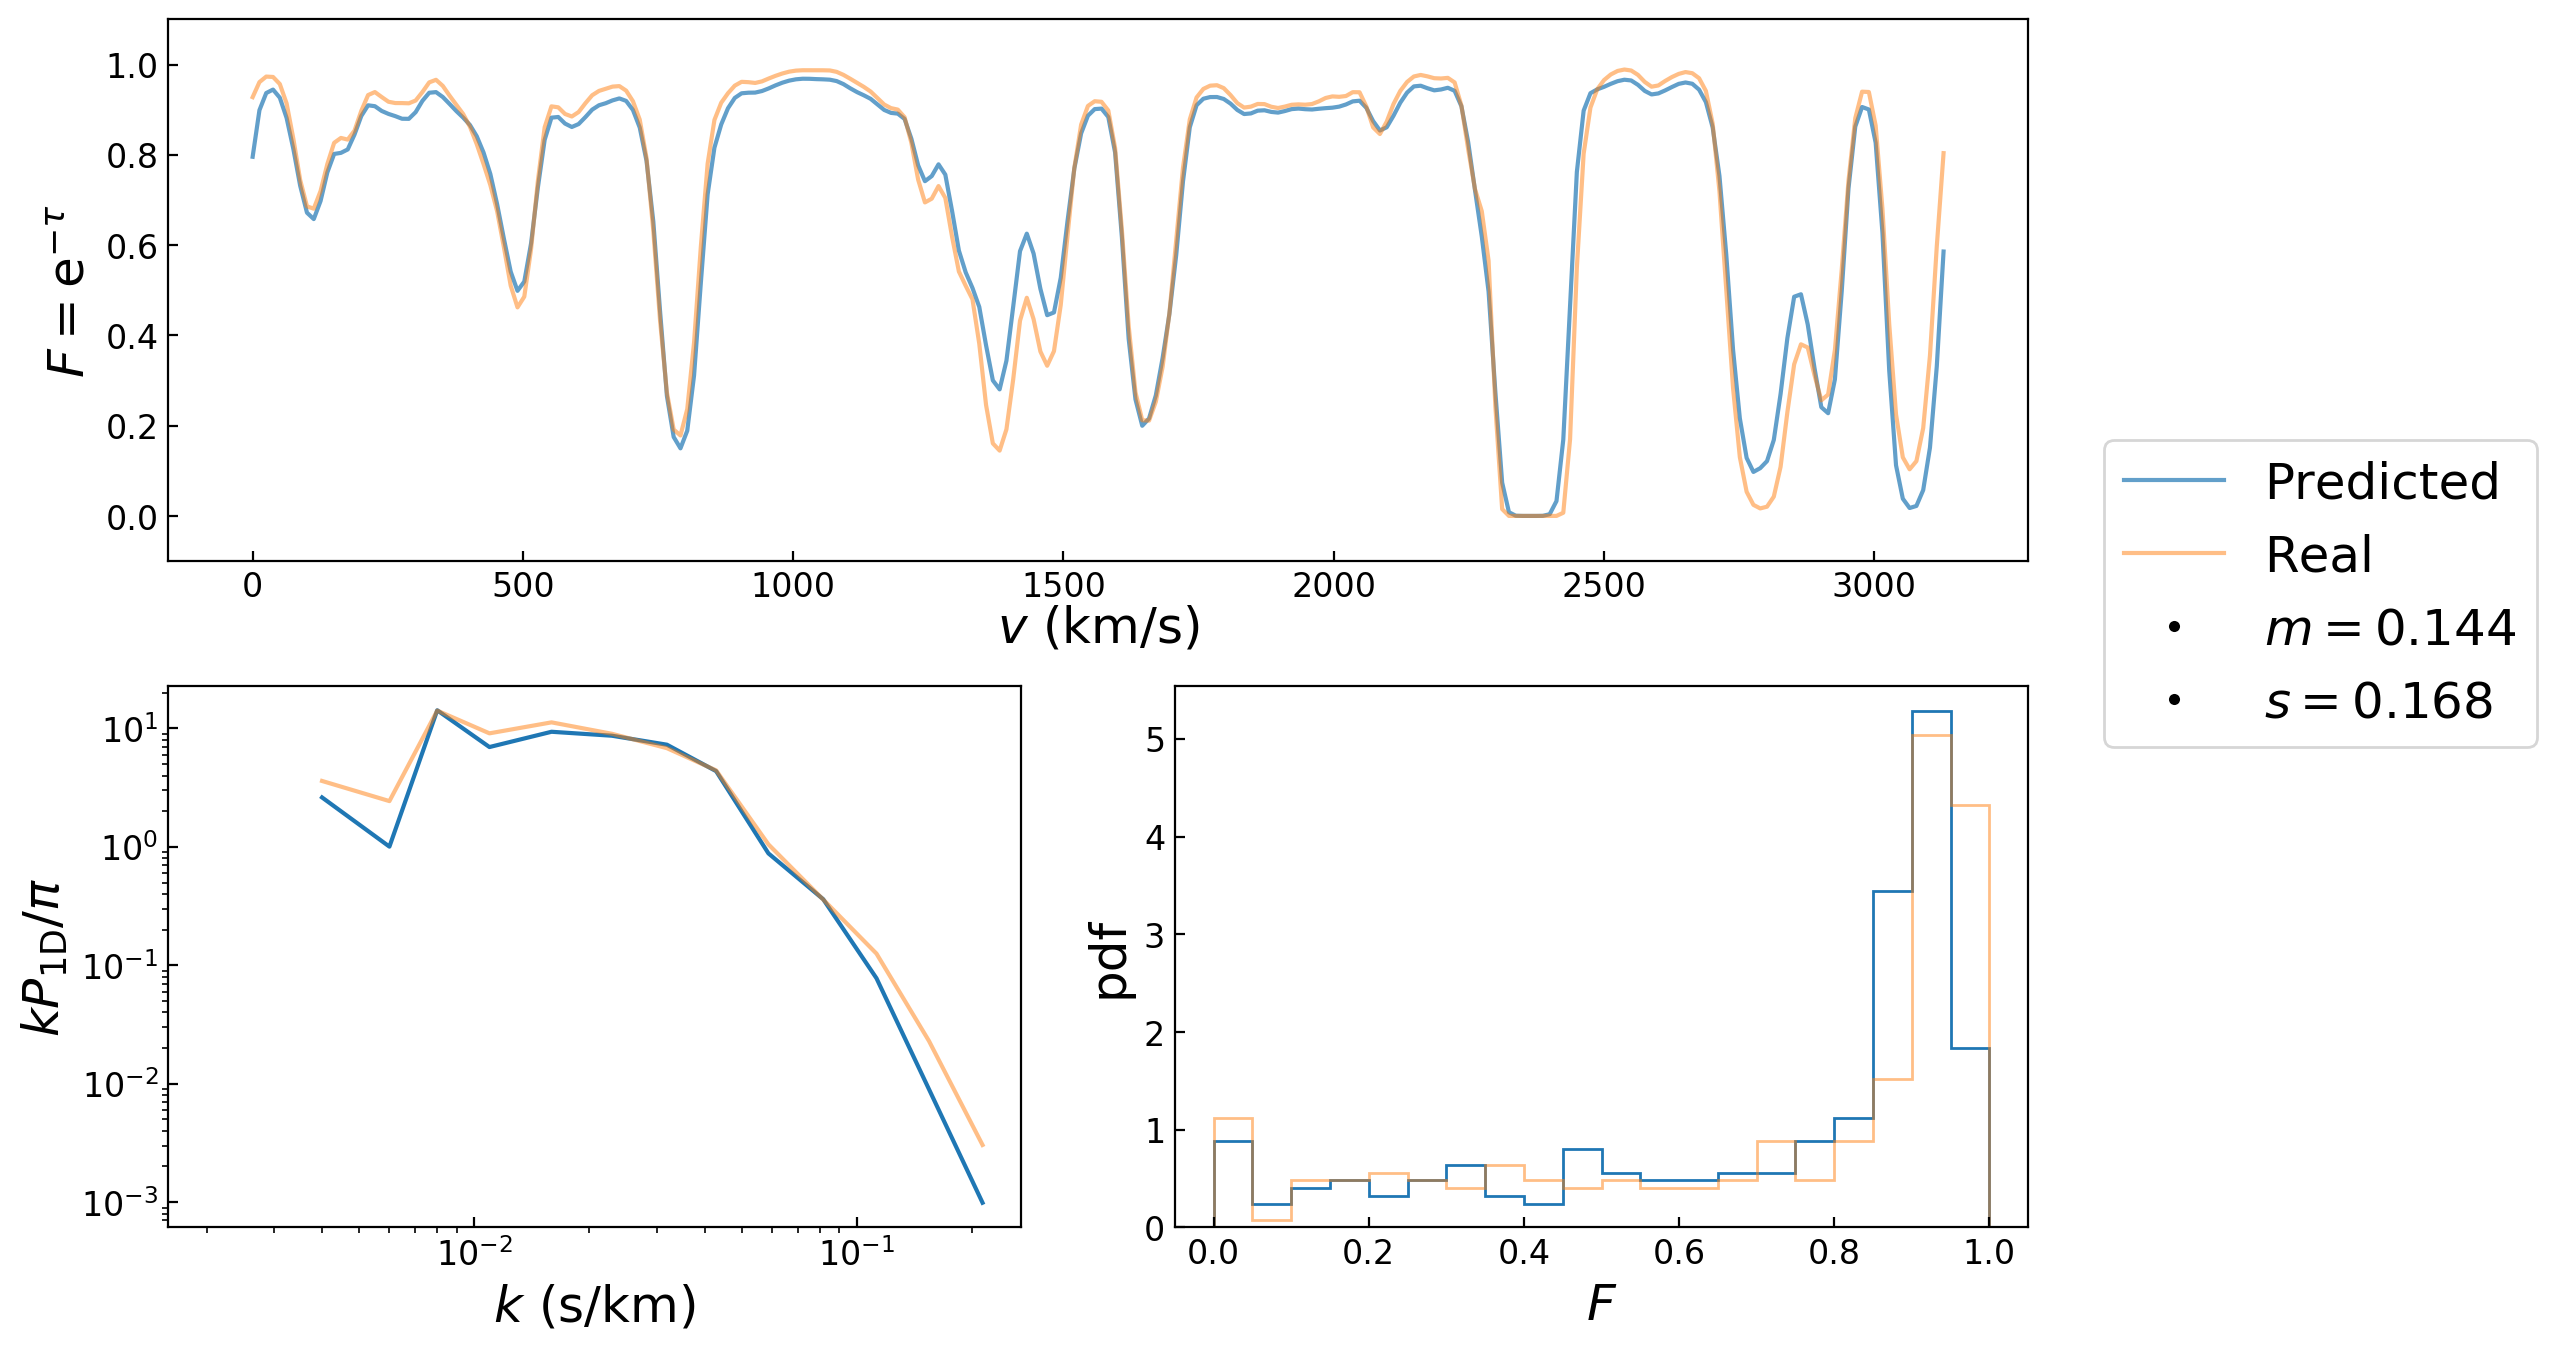 F = e^{-τ}
1.0
0.8
0.6
0.4
0.2
0.0
0 500 1000 1500 2000 2500 3000
v (km/s)
Predicted
Real
m = 0.144
s = 0.168
kP_{1D}/π
10^1
10^0
10^{-1}
10^{-2}
10^{-3}
10^{-2} 10^{-1}
k (s/km)
pdf
5
4
3
2
1
0
0.0 0.2 0.4 0.6 0.8 1.0
F